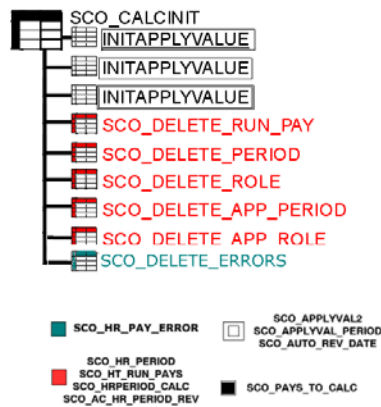 SCO_CALCINIT
INITAPPLYVALUE
INITAPPLYVALUE
INITAPPLYVALUE
SCO_DELETE_RUN_PAY
SCO_DELETE_PERIOD
SCO_DELETE_ROLE
SCO_DELETE_APP_PERIOD
SCO_DELETE_APP_ROLE
SCO_DELETE_ERRORS
SCO_HR_PAY_ERROR
SCO_APPLYVAL2
SCO_APPLYVAL_PERIOD
SCO_AUTO_REV_DATE
SCO_HR_PERIOD
SCO_HT_RUN_PAYS
SCO_HRPERIOD_CALC
SCO_AC_HR_PERIOD_REV
SCO_PAYS_TO_CALC